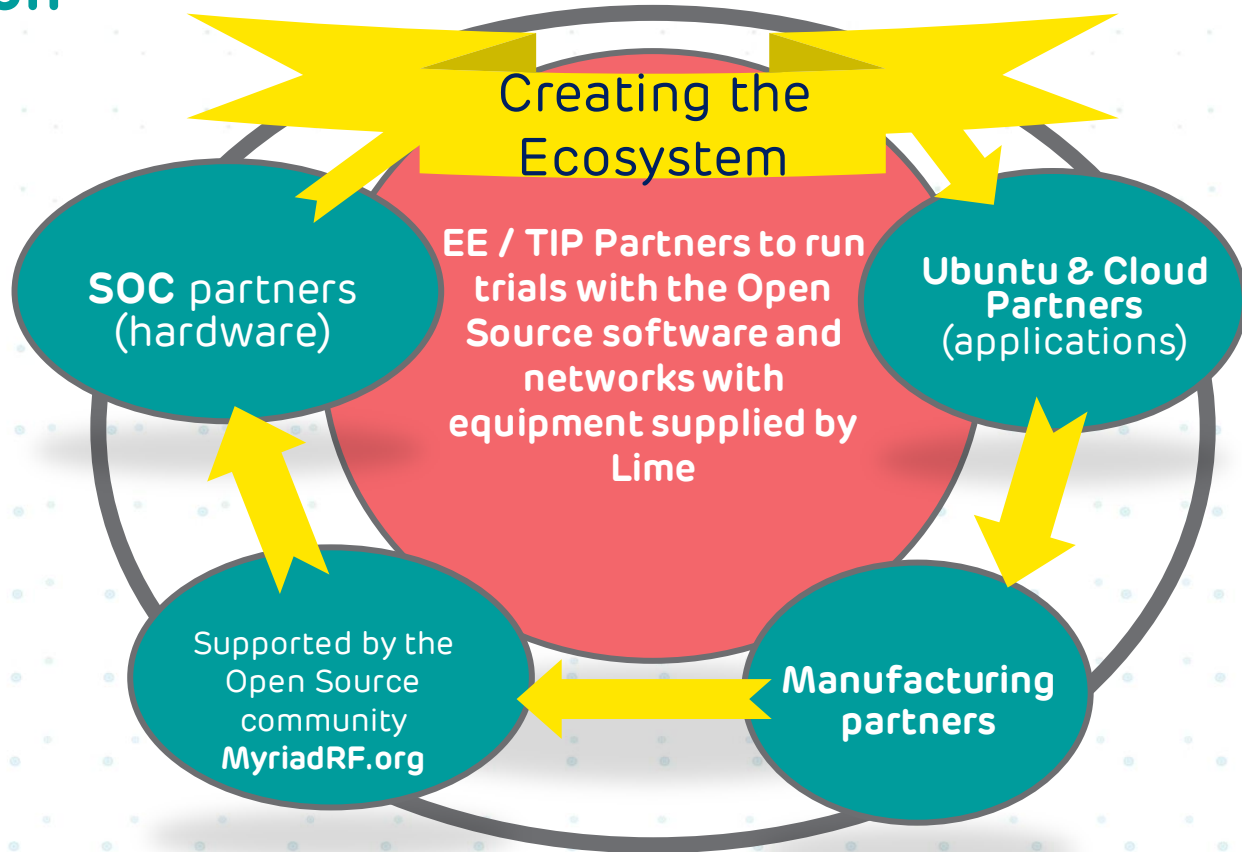 Creating the
Ecosystem
EE / TIP Partners to run
trials with the Open
Source software and
networks with
equipment supplied by
Lime
SOC partners
(hardware)
Ubuntu & Cloud
Partners
(applications)
Supported by the
Open Source
community
MyriadRF.org
Manufacturing
partners